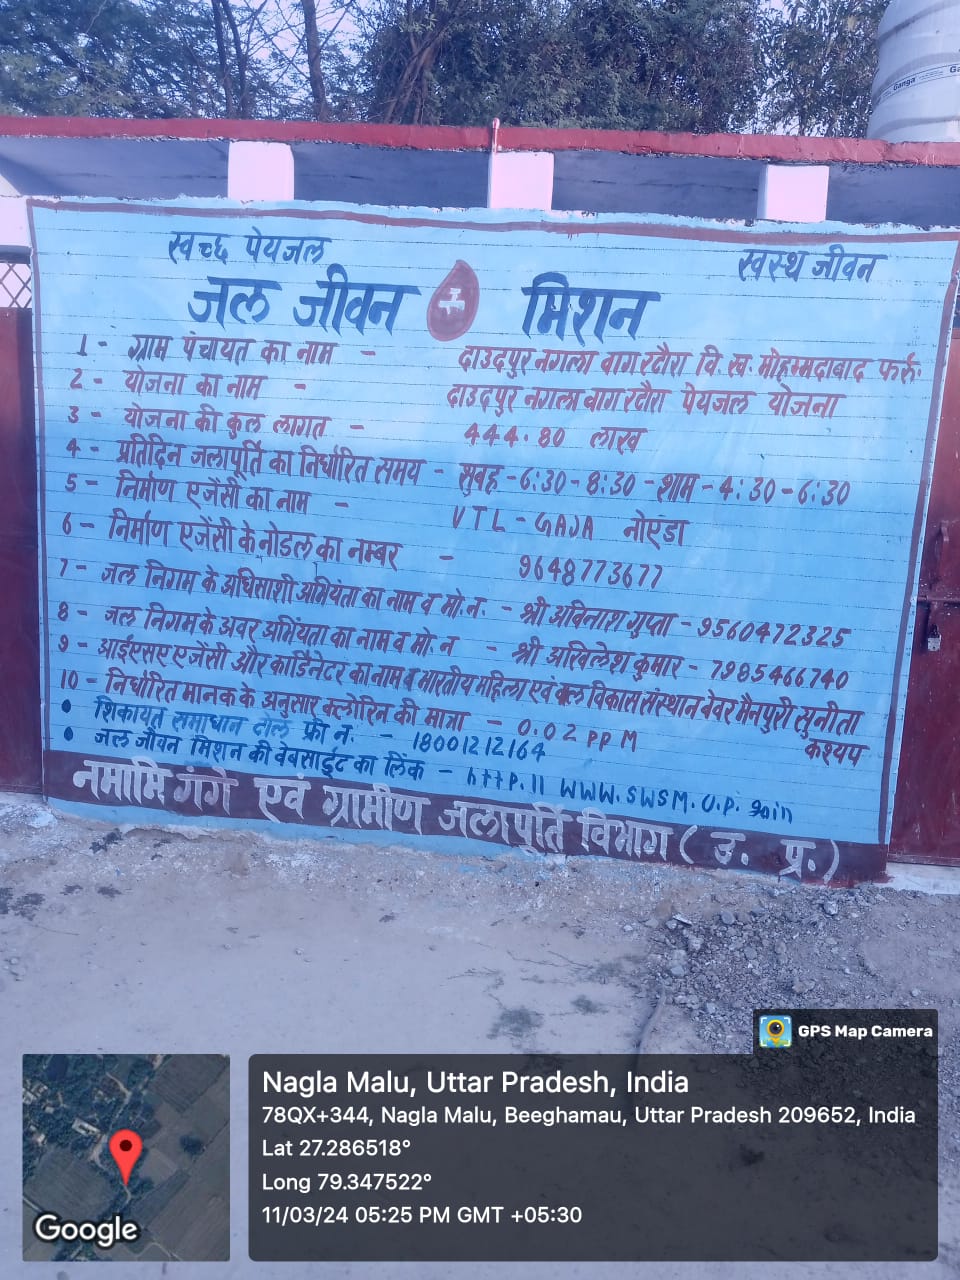 Ganga
स्वच्छ पेयजल स्वस्थ जीवन
जल जीवन मिशन
1 - ग्राम पंचायत का नाम - दाउदपुर नगला वाग रठौरा वि. ख. मोहम्मदाबाद फर्रु.
2 - योजना का नाम - दाउदपुर नगला वाग रठौरा पेयजल योजना
3 - योजना की कुल लागत - 444.80 लाख
4 - प्रतिदिन जलापूर्ति का निर्धारित समय - सुवह - 6:30 - 8:30 - शाम - 4:30 - 6:30
5 - निर्माण एजेंसी का नाम - VTL - GAJA नोएडा
6 - निर्माण एजेंसी के नोडल का नम्बर - 9648773677
7 - जल निगम के अधिसाशी अभियंता का नाम व मो. न. - श्री अविनाश गुप्ता - 9560472325
8 - जल निगम के अवर अभियंता का नाम व मो. न - श्री अखिलेश कुमार - 7985466740
9 - आईएसए एजेंसी और कार्डिनेटर का नाम व भारतीय महिला एवं बाल विकास संस्थान वेवर मैनपुरी सुनीता कश्यप
10 - निर्धारित मानक के अनुसार क्लोरिन की मात्रा - 0.02 PPM
• शिकायत समाधान टोल फ्री न. - 18001212164
• जल जीवन मिशन की वेबसाईट का लिंक - http.11 WWW.SWSM.U.P. gain
नमामि गंगे एवं ग्रामीण जलापूर्ति विभाग ( उ. प्र. )
GPS Map Camera
Nagla Malu, Uttar Pradesh, India
78QX+344, Nagla Malu, Beeghamau, Uttar Pradesh 209652, India
Lat 27.286518°
Long 79.347522°
11/03/24 05:25 PM GMT +05:30
Google